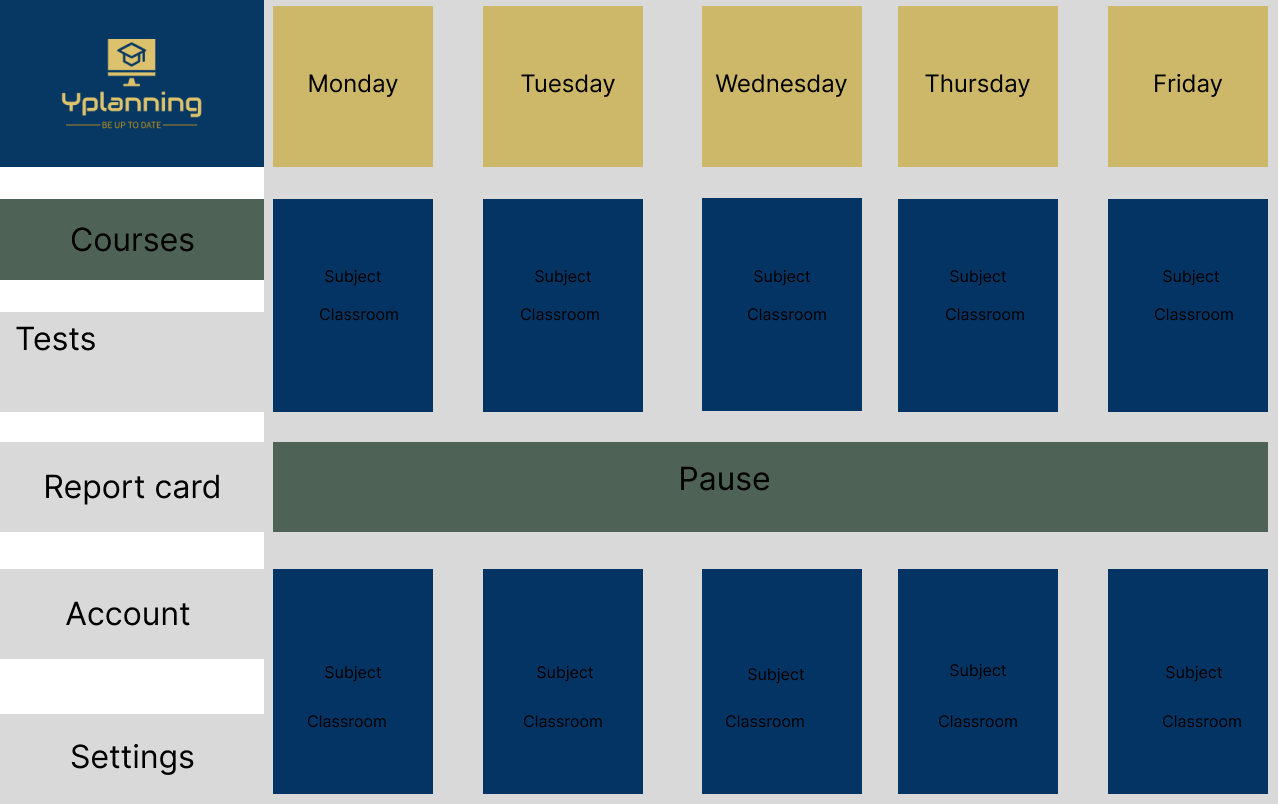 Yplanning
BE UP TO DATE
Monday
Tuesday
Wednesday
Thursday
Friday
Courses
Tests
Report card
Account
Settings
Subject
Classroom
Subject
Classroom
Subject
Classroom
Subject
Classroom
Subject
Classroom
Pause
Subject
Classroom
Subject
Classroom
Subject
Classroom
Subject
Classroom
Subject
Classroom